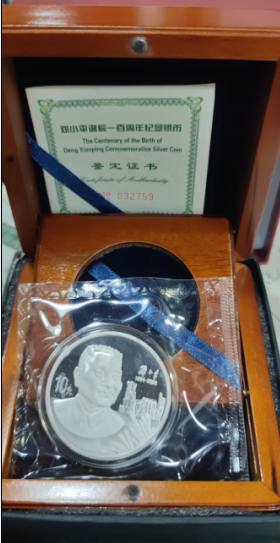 邓小平诞辰一百周年纪念银币
The Centenary of the Birth of
Deng Xiaoping Commemorative Silver Coin
鉴定证书
Certificate of Authenticity
Nº 032759
10元